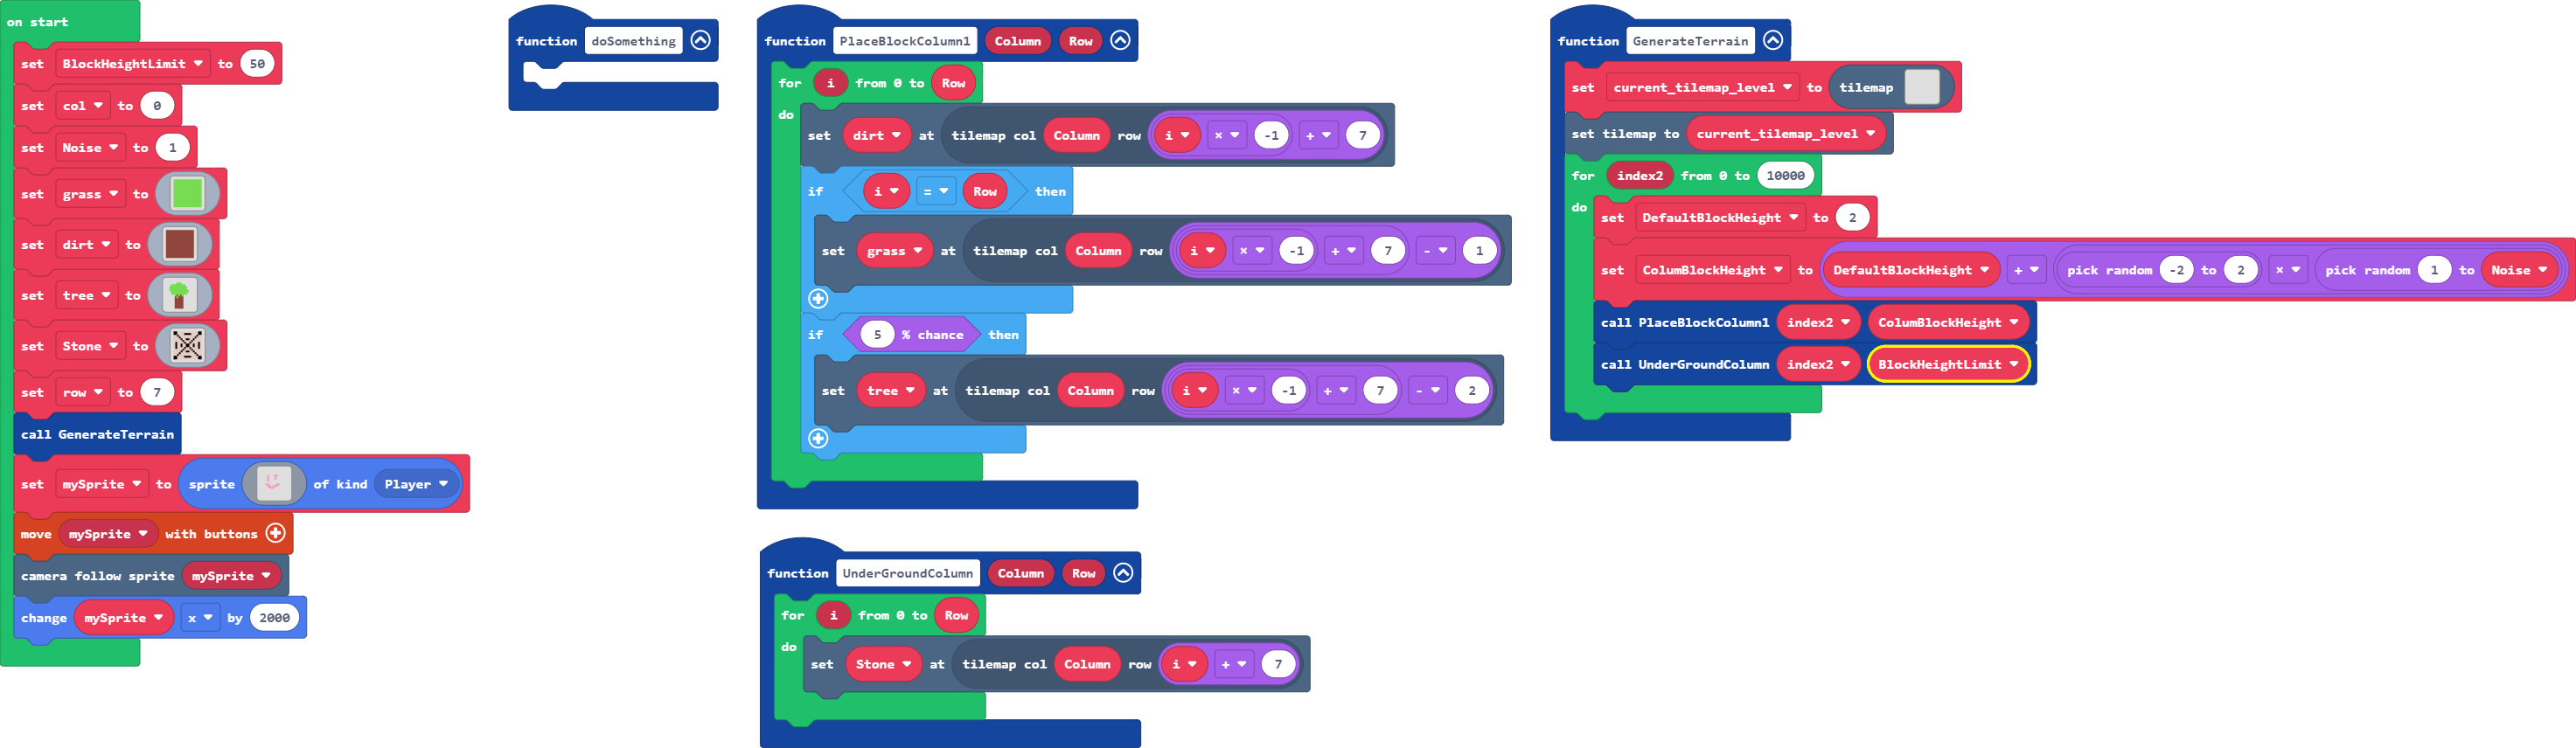 on start
set BlockHeightLimit to 50
set col to 0
set Noise to 1
set grass to
set dirt to
set tree to
set Stone to
set row to 7
call GenerateTerrain
set mySprite to sprite of kind Player
move mySprite with buttons
camera follow sprite mySprite
change mySprite x by 2000
function doSomething
function PlaceBlockColumn1 Column Row
for i from 0 to Row
do
set dirt at tilemap col Column row i × -1 + 7
if i = Row then
set grass at tilemap col Column row i × -1 + 7 - 1
if 5 % chance then
set tree at tilemap col Column row i × -1 + 7 - 2
function UnderGroundColumn Column Row
for i from 0 to Row
do
set Stone at tilemap col Column row i + 7
function GenerateTerrain
set current_tilemap_level to tilemap
set tilemap to current_tilemap_level
for index2 from 0 to 10000
do
set DefaultBlockHeight to 2
set ColumBlockHeight to DefaultBlockHeight + pick random -2 to 2 × pick random 1 to Noise
call PlaceBlockColumn1 index2 ColumBlockHeight
call UnderGroundColumn index2 BlockHeightLimit